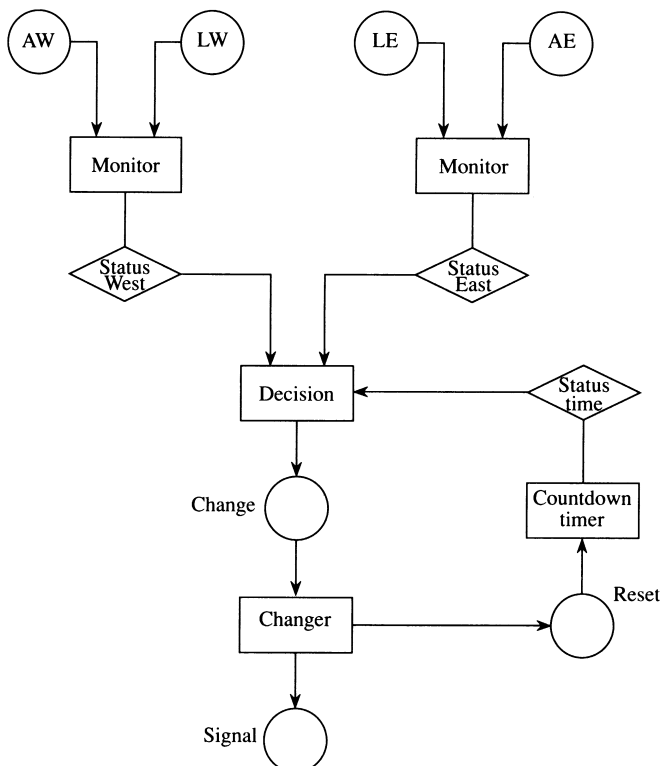 AW
LW
LE
AE
Monitor
Monitor
Status
West
Status
East
Decision
Status
time
Change
Countdown
timer
Reset
Changer
Signal